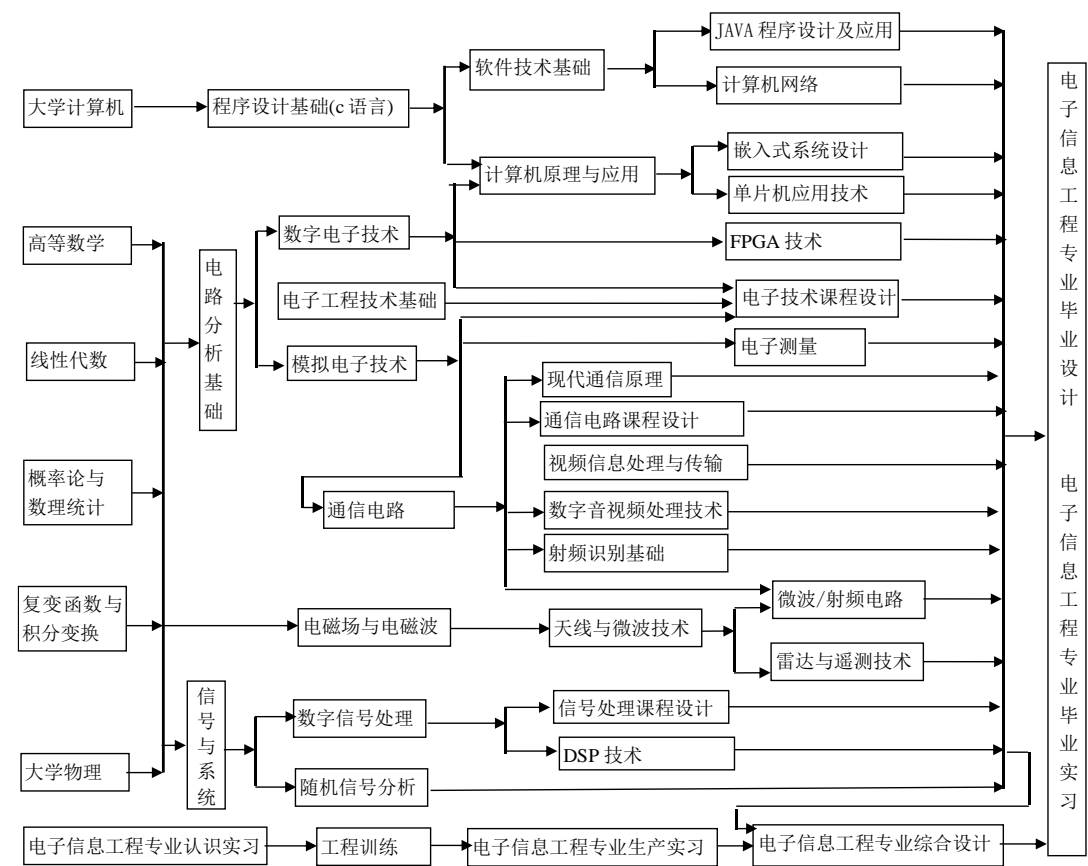 JAVA 程序设计及应用
软件技术基础
计算机网络
大学计算机
程序设计基础(c 语言)
嵌入式系统设计
计算机原理与应用
单片机应用技术
高等数学
数字电子技术
FPGA 技术
电路分析基础
电子工程技术基础
电子技术课程设计
线性代数
模拟电子技术
电子测量
现代通信原理
通信电路课程设计
概率论与
数理统计
视频信息处理与传输
通信电路
数字音视频处理技术
射频识别基础
复变函数与
积分变换
电磁场与电磁波
天线与微波技术
微波/射频电路
雷达与遥测技术
信号与系统
数字信号处理
信号处理课程设计
DSP 技术
大学物理
随机信号分析
电子信息工程专业毕业设计
电子信息工程专业毕业实习
电子信息工程专业认识实习
工程训练
电子信息工程专业生产实习
电子信息工程专业综合设计